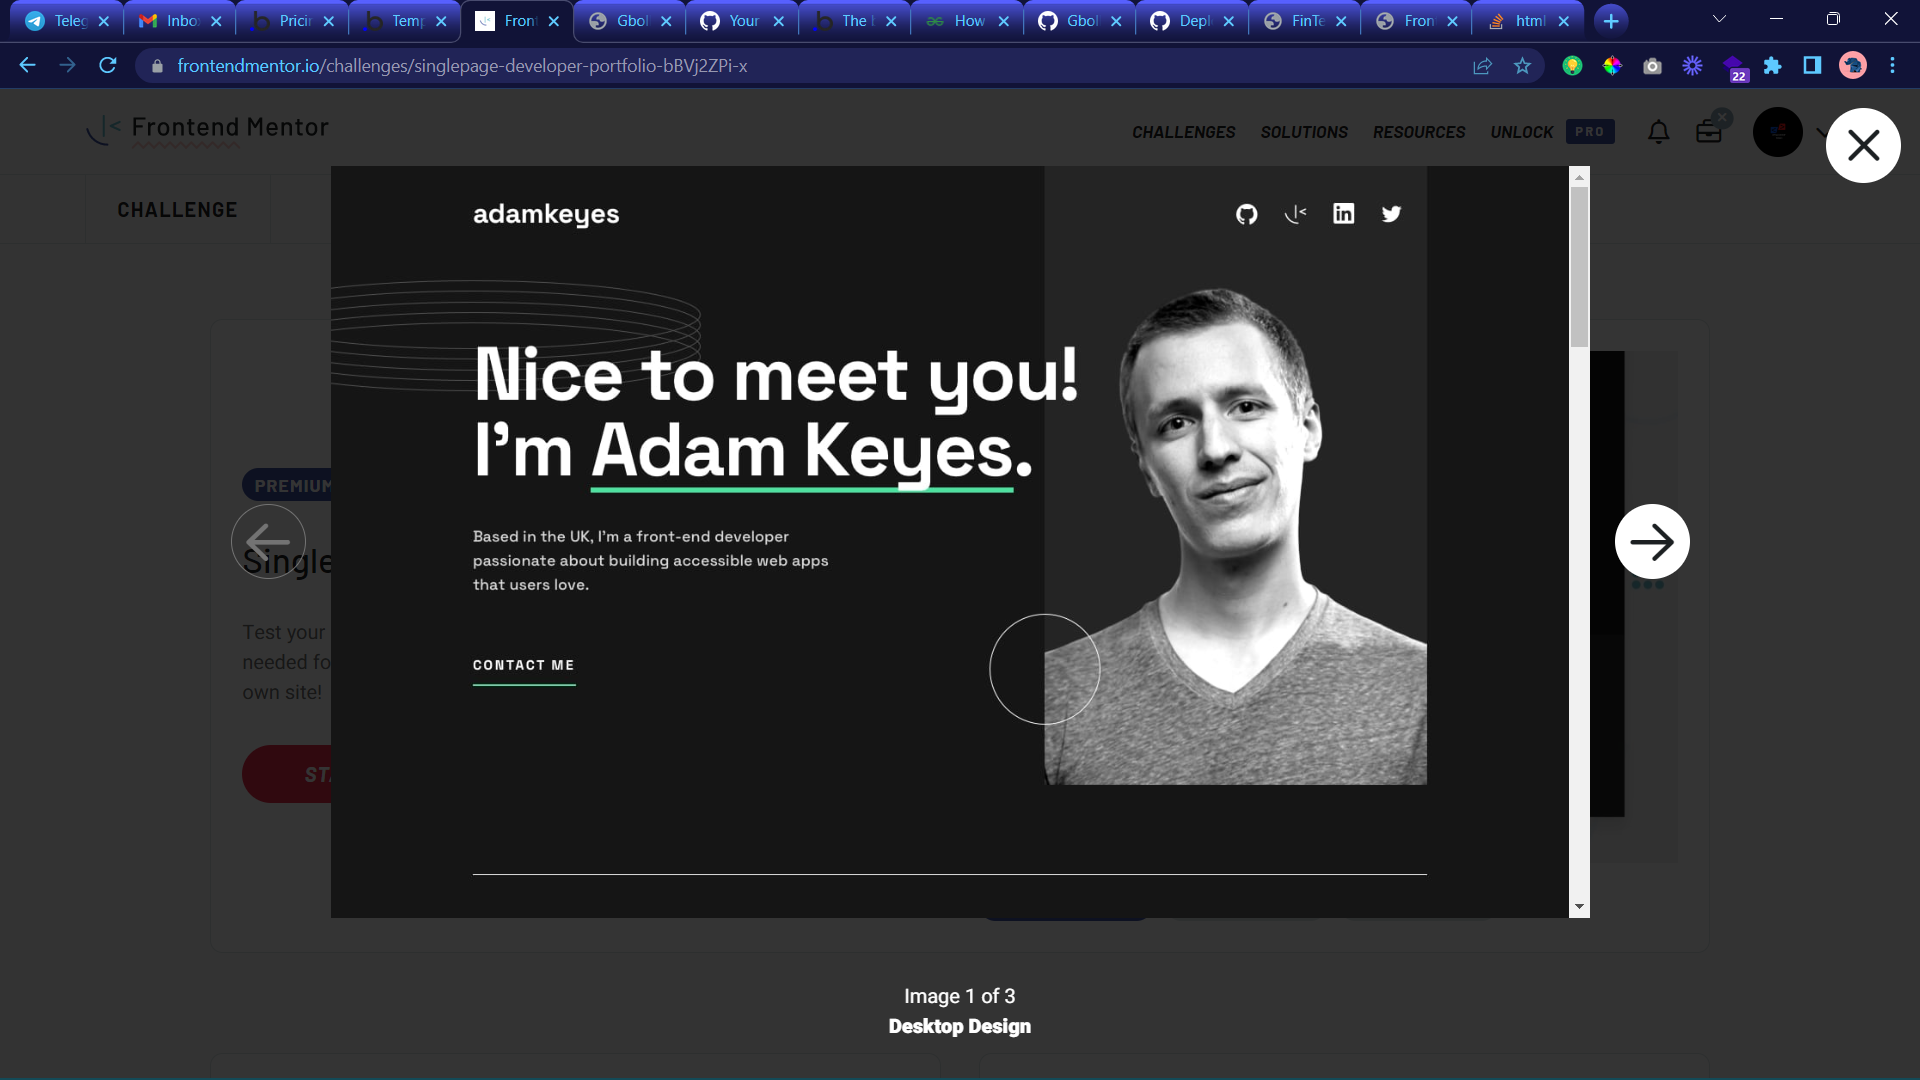 Teleg
Inbo
Pricin
Temp
Front
Gbol
Your
The
How
Gbol
Depl
FinTe
Fron
html
frontendmentor.io/challenges/singlepage-developer-portfolio-bBVj2ZPi-x
22
Frontend Mentor
CHALLENGES
SOLUTIONS
RESOURCES
UNLOCK PRO
CHALLENGE
adamkeyes
Nice to meet you!
I'm Adam Keyes.
Based in the UK, I'm a front-end developer
passionate about building accessible web apps
that users love.
CONTACT ME
PREMIUM
Single
Test your
needed fo
own site!
STA
Image 1 of 3
Desktop Design